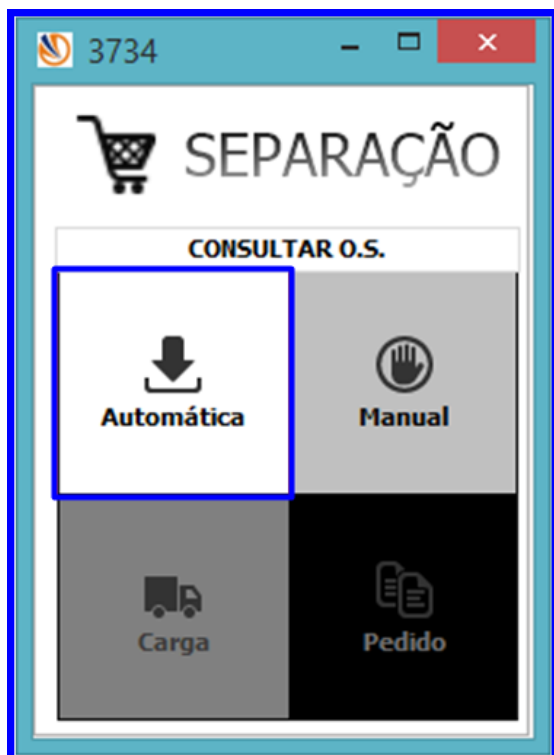 3734
SEPARAÇÃO
CONSULTAR O.S.
Automática
Manual
Carga
Pedido